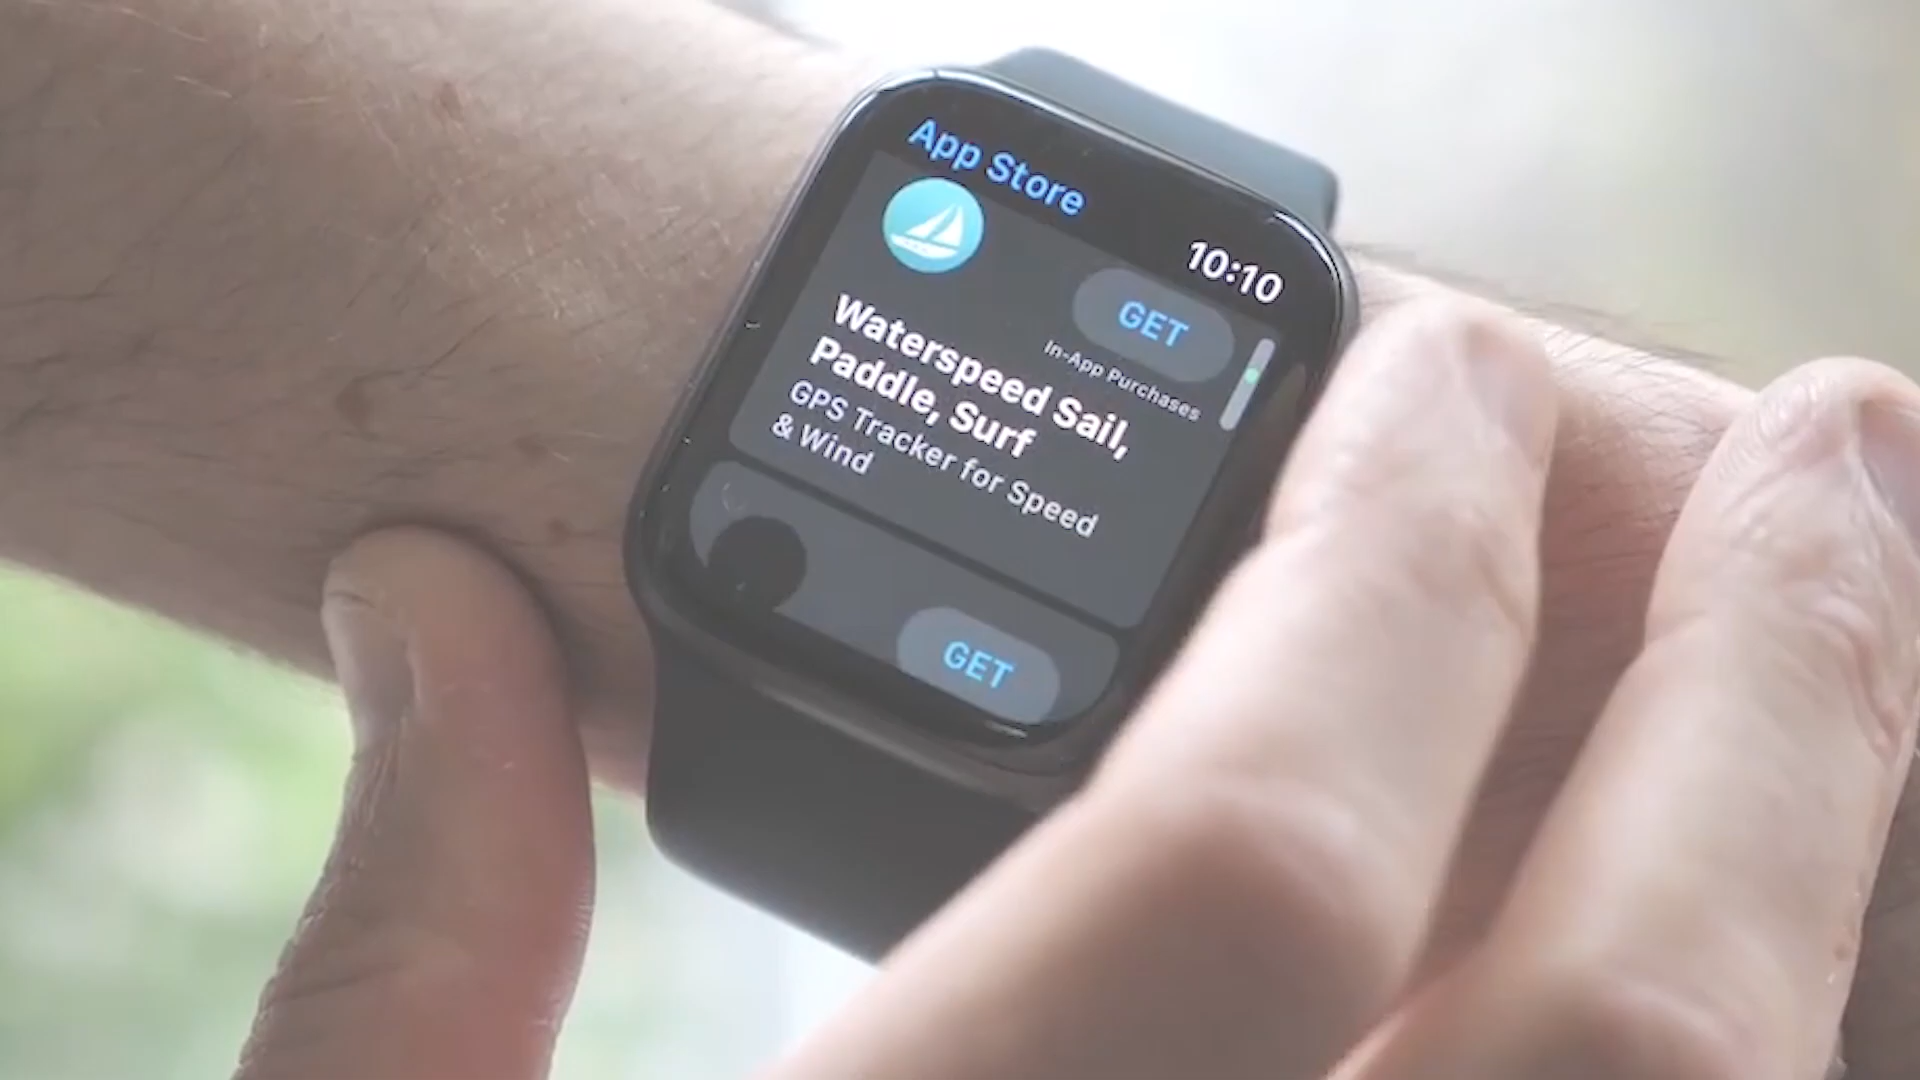 App Store
10:10
GET
In-App Purchases
Waterspeed Sail,
Paddle, Surf
GPS Tracker for Speed
& Wind
GET